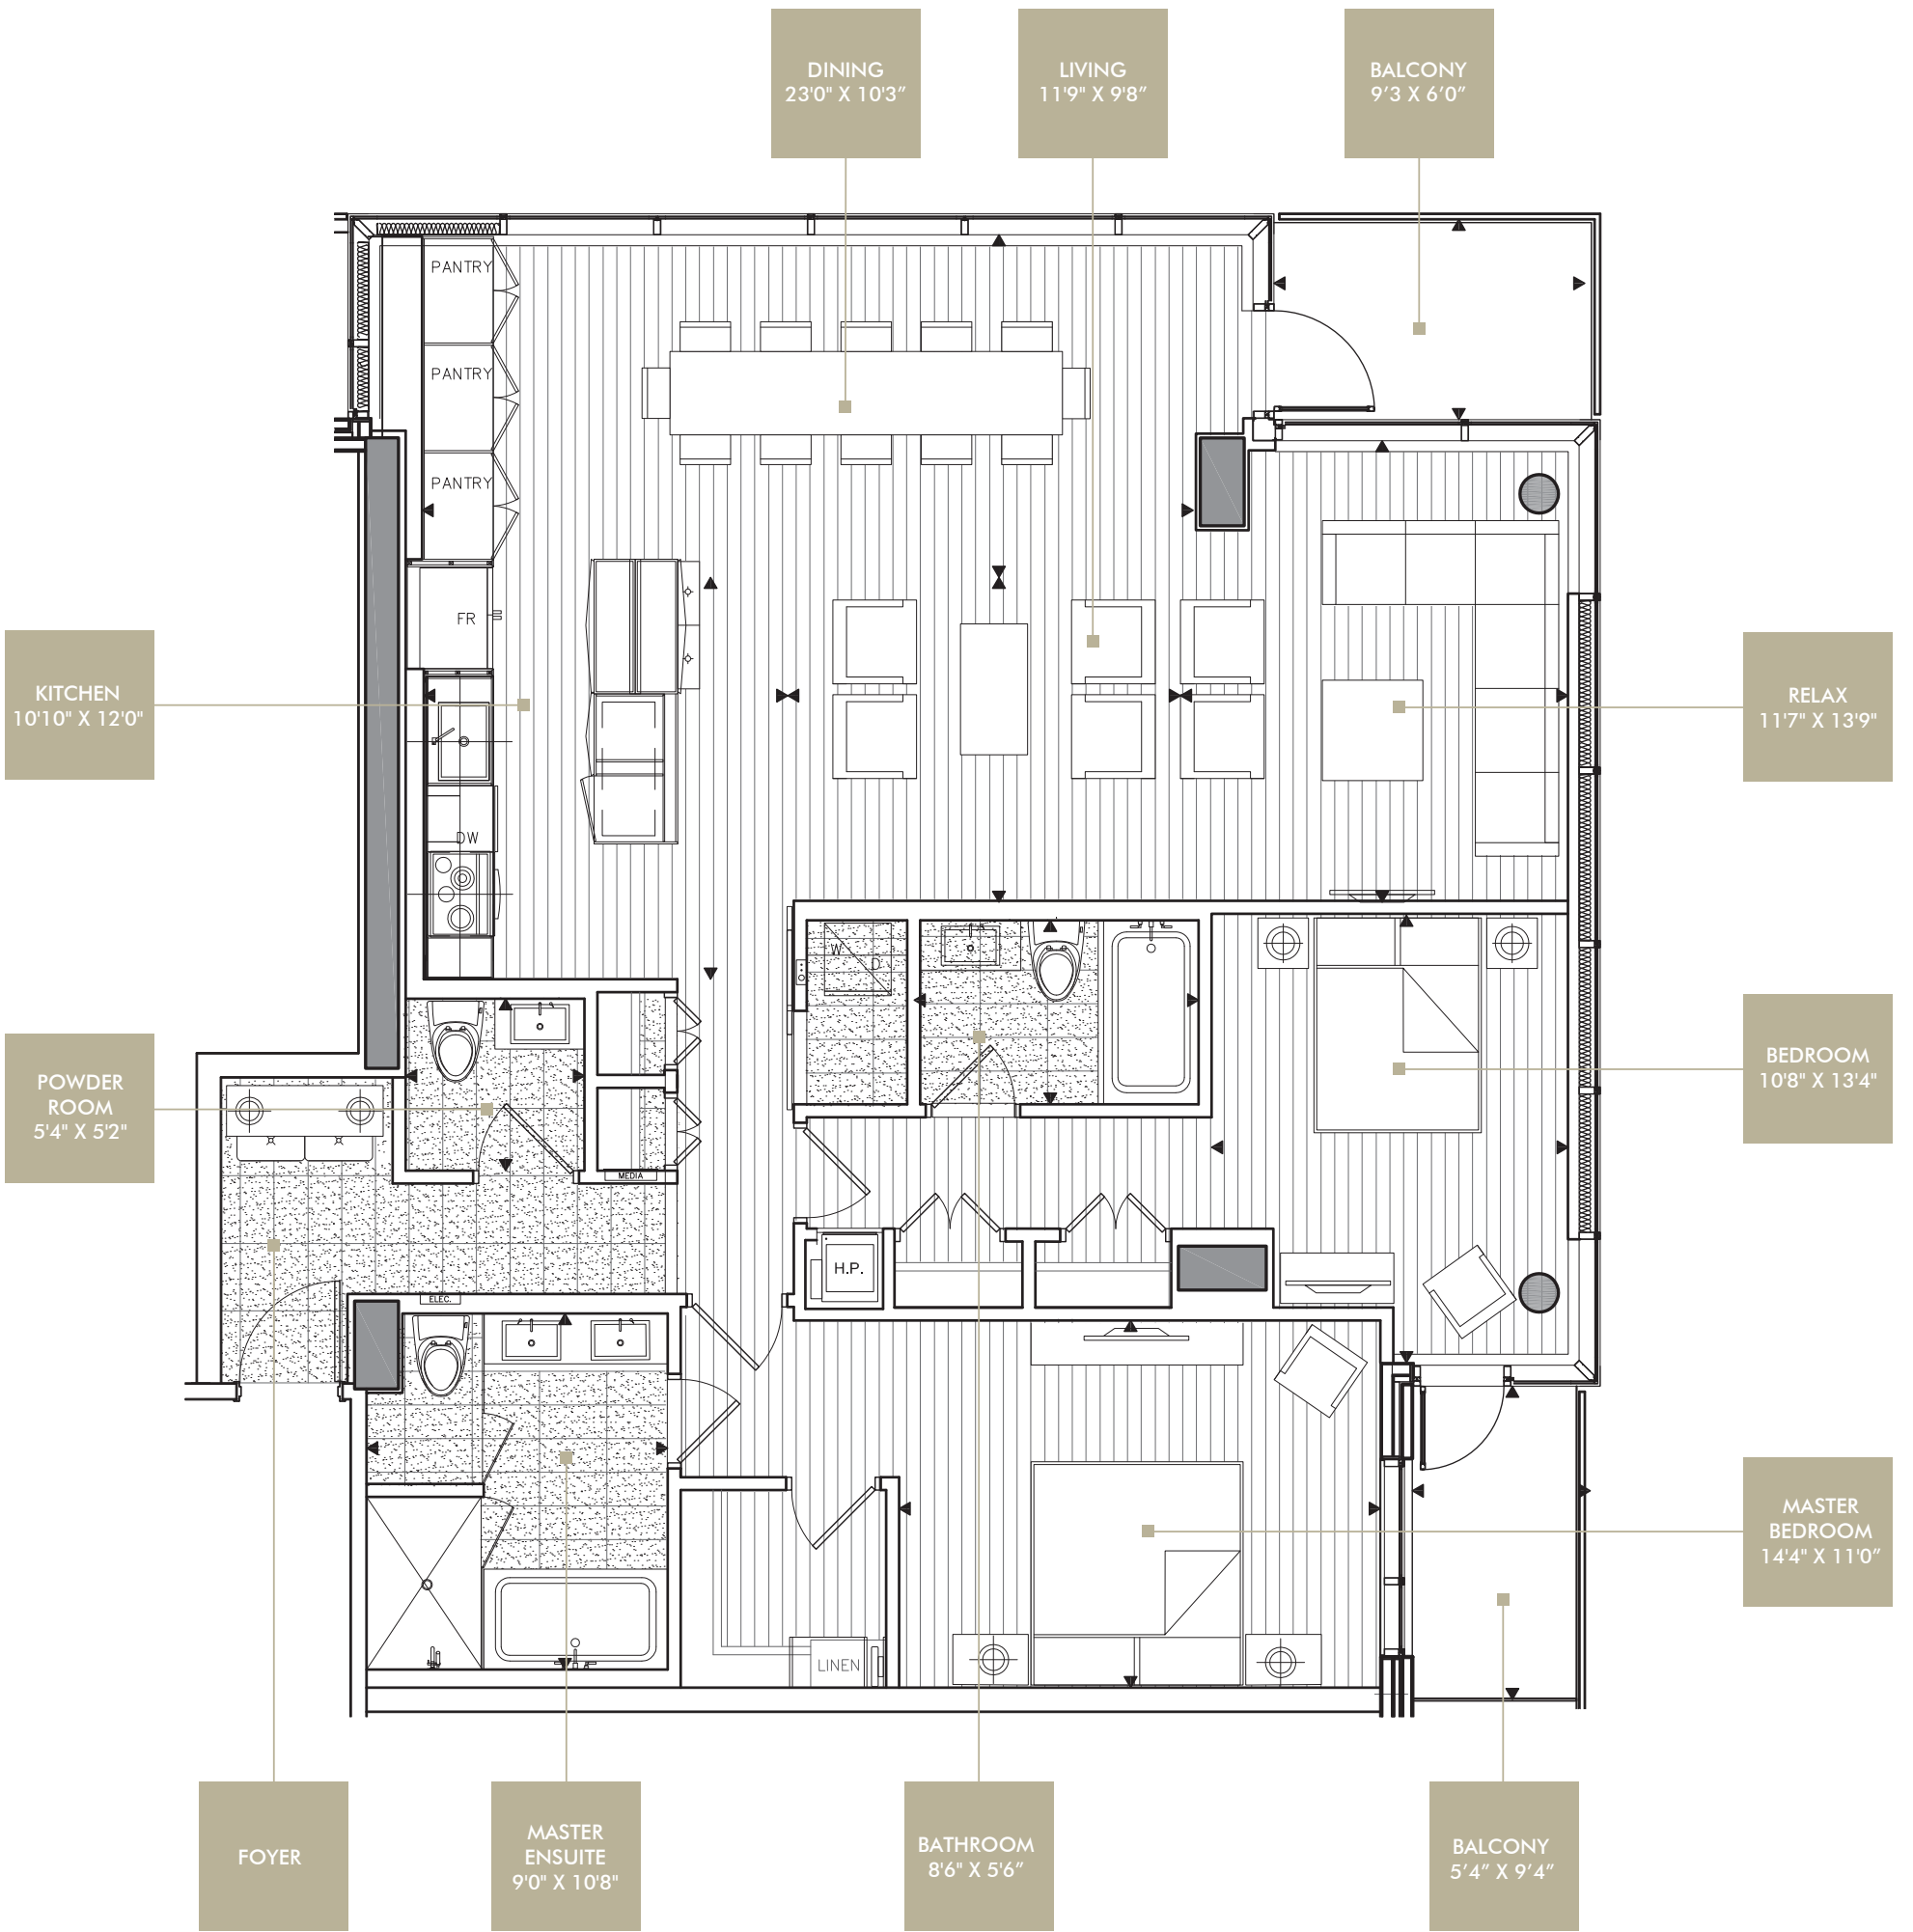 DINING
23'0" X 10'3”
LIVING
11'9" X 9'8”
BALCONY
9’3 X 6’0”
PANTRY
PANTRY
PANTRY
FR
KITCHEN
10'10" X 12'0"
RELAX
11'7" X 13'9"
DW
W
D
BEDROOM
10'8" X 13'4"
POWDER
ROOM
5'4" X 5'2"
MEDIA
H.P.
ELEC.
MASTER
BEDROOM
14'4" X 11'0”
LINEN
FOYER
MASTER
ENSUITE
9'0" X 10'8"
BATHROOM
8'6" X 5'6”
BALCONY
5’4” X 9’4”